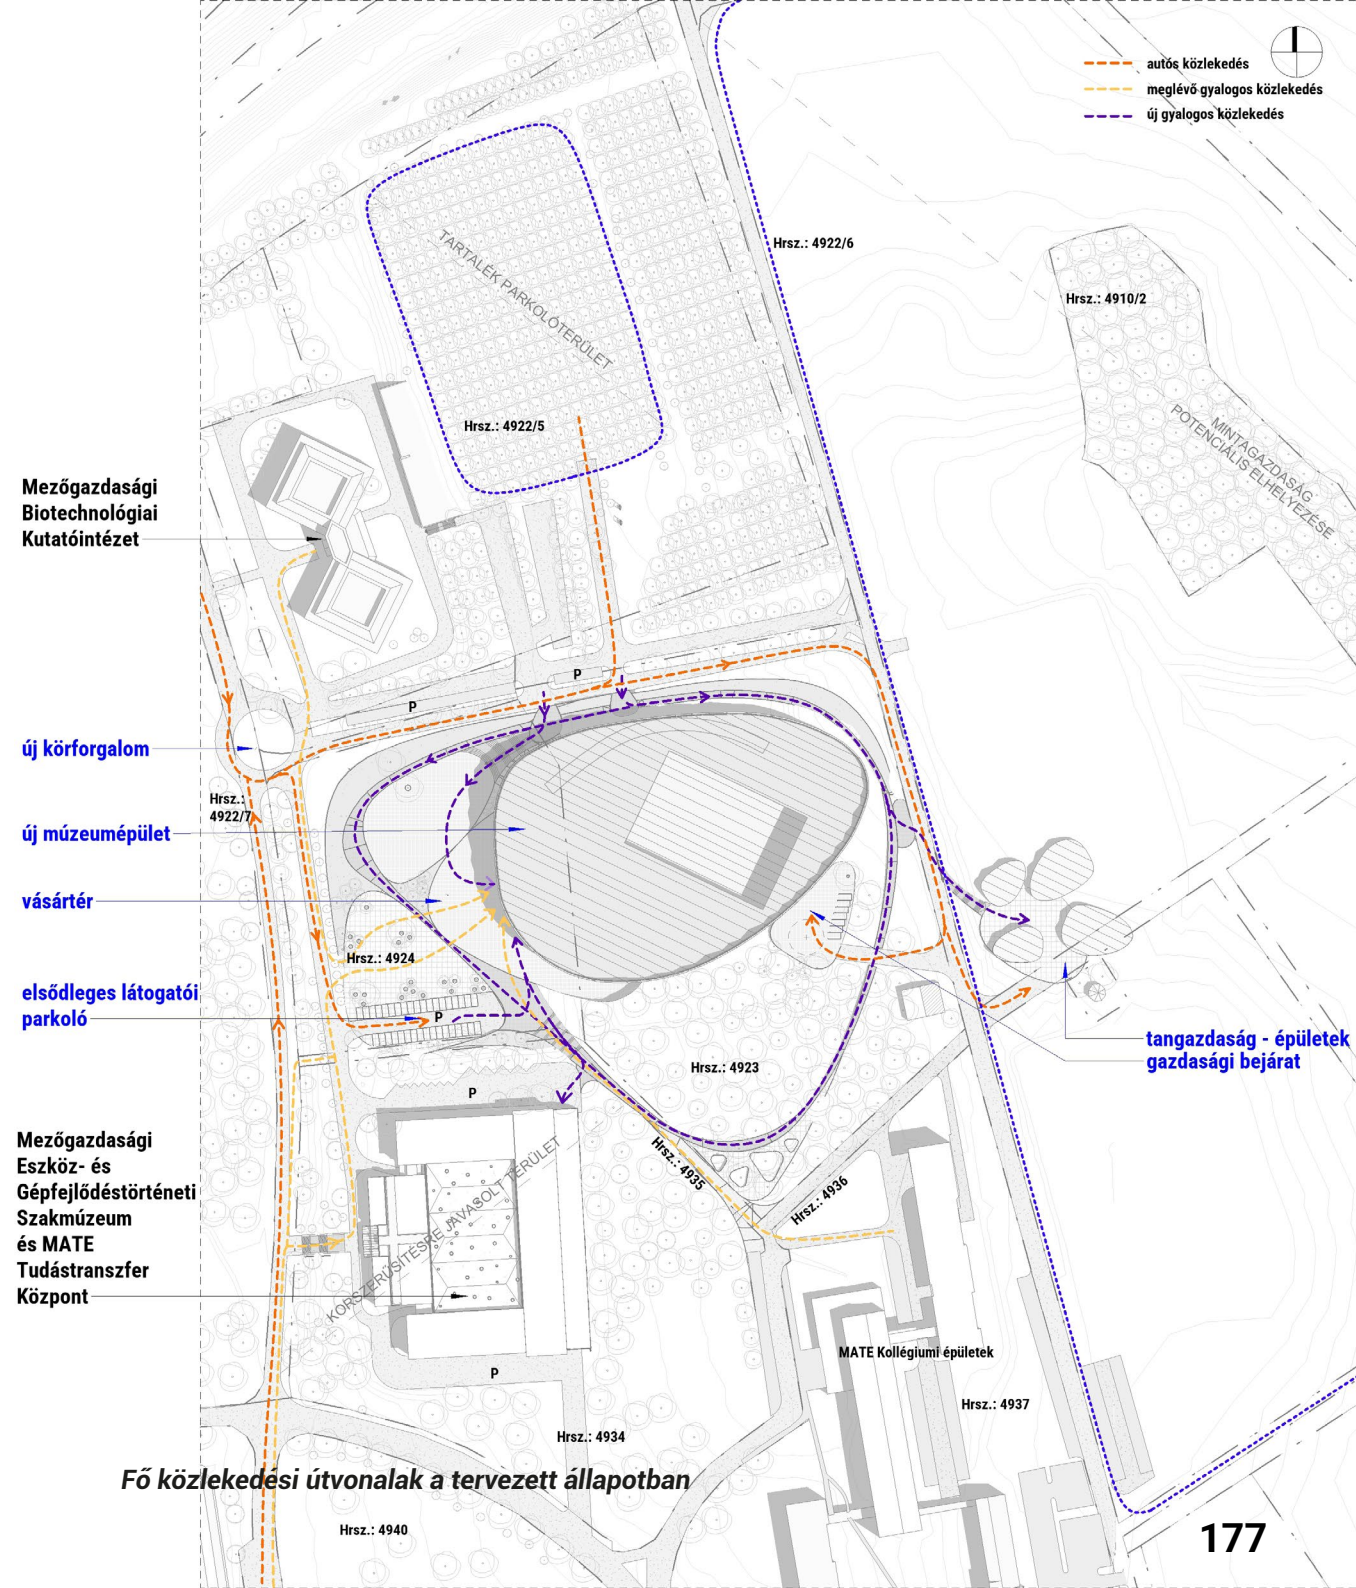 autós közlekedés
meglévő gyalogos közlekedés
új gyalogos közlekedés
Hrsz.: 4922/6
TARTALÉK PARKOLÓTERÜLET
Hrsz.: 4910/2
Hrsz.: 4922/5
MINTAGAZDASÁG
POTENCIÁLIS ELHELYEZÉSE
Mezőgazdasági
Biotechnológiai
Kutatóintézet
P
P
új körforgalom
Hrsz.:
4922/7
új múzeumépület
vásártér
Hrsz.: 4924
elsődleges látogatói
parkoló
P
tangazdaság - épületek
gazdasági bejárat
Hrsz.: 4923
P
Mezőgazdasági
Eszköz- és
Gépfejlődéstörténeti
Szakmúzeum
és MATE
Tudástranszfer
Központ
KORSZERŰSÍTÉSRE JAVASOLT TERÜLET
Hrsz.: 4935
Hrsz.: 4936
MATE Kollégiumi épületek
P
Hrsz.: 4937
Hrsz.: 4934
Fő közlekedési útvonalak a tervezett állapotban
Hrsz.: 4940
177